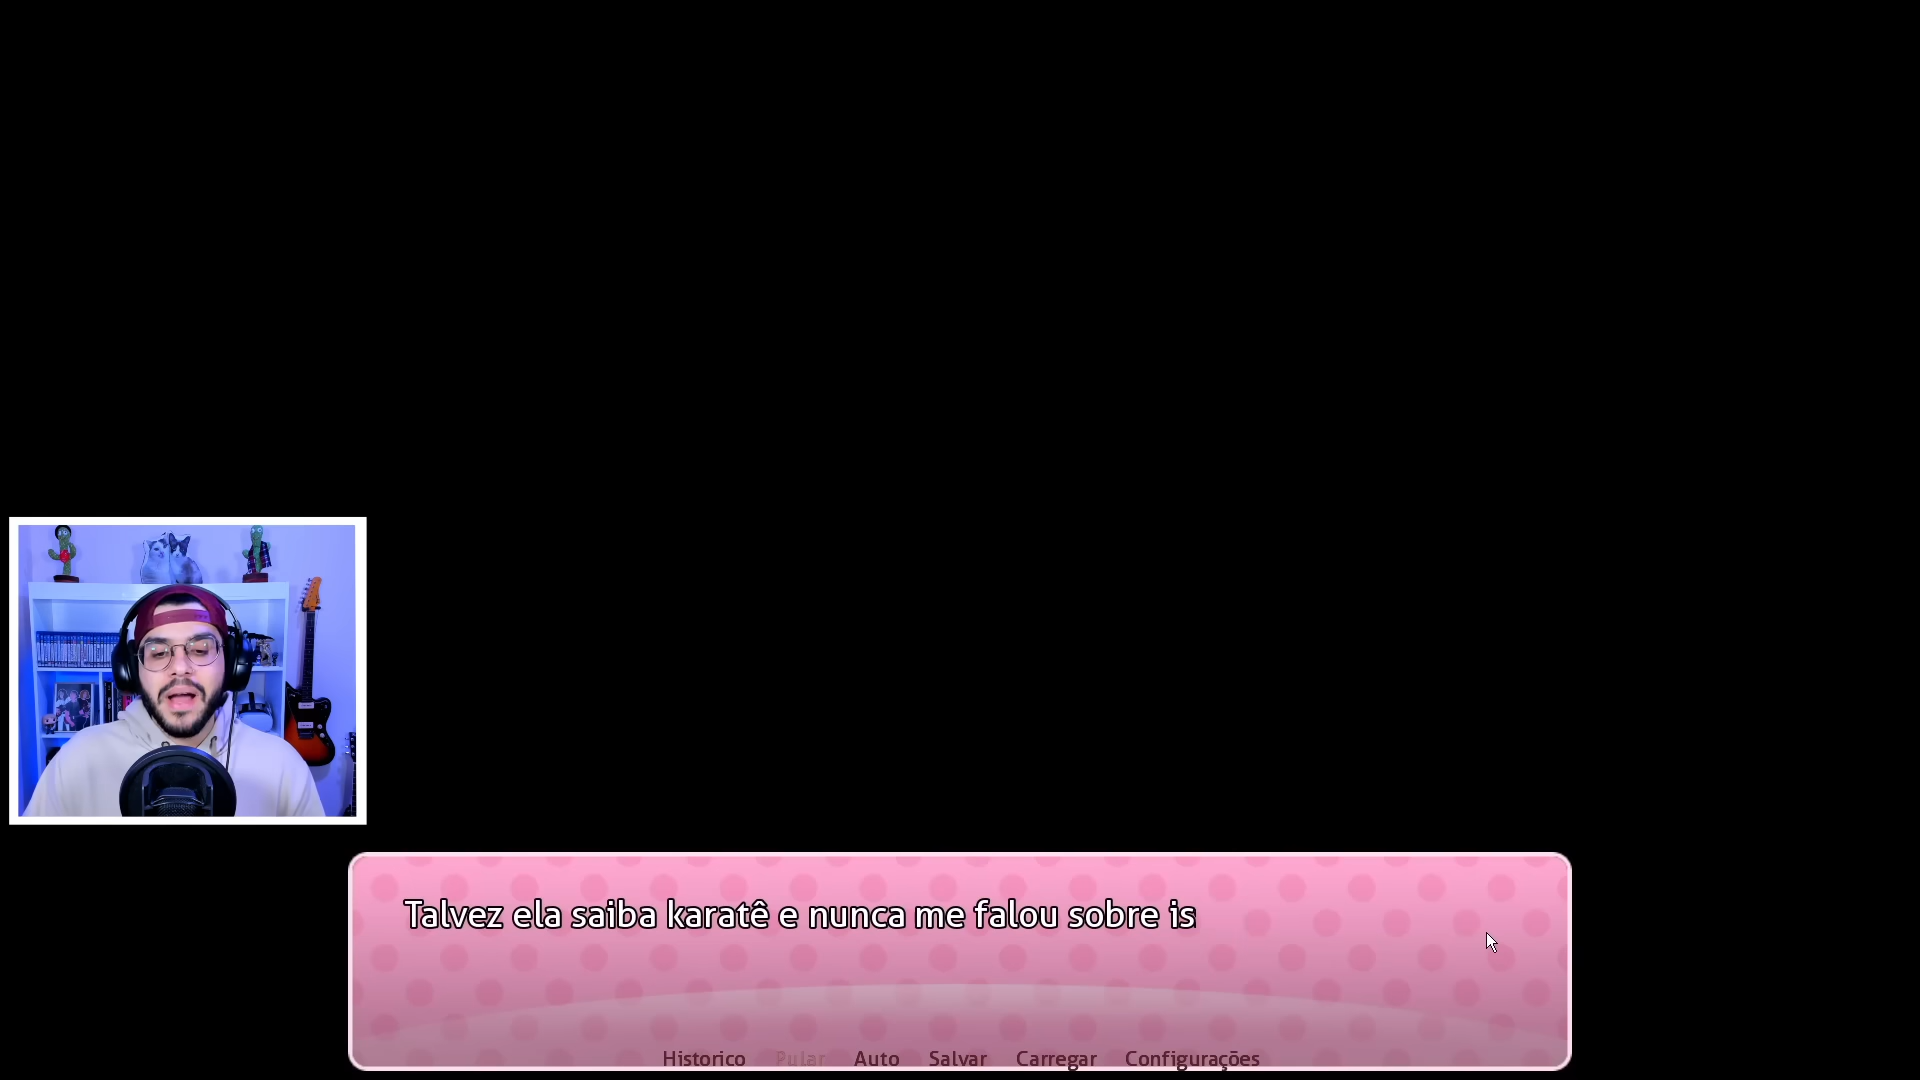 Talvez ela saiba karatê e nunca me falou sobre is
Historico Pular Auto Salvar Carregar Configurações